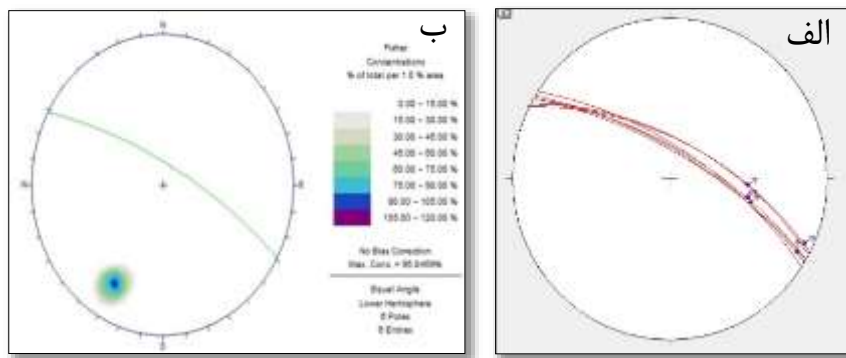 الف
ب
N
W
E
S
Fisher
Concentrations
% of total per 1.0 % area
0.00 ~ 15.00 %
15.00 ~ 30.00 %
30.00 ~ 45.00 %
45.00 ~ 60.00 %
60.00 ~ 75.00 %
75.00 ~ 90.00 %
90.00 ~ 105.00 %
105.00 ~ 120.00 %
No Bias Correction
Max. Conc. =
Equal Angle
Lower Hemisphere
Poles
Entries